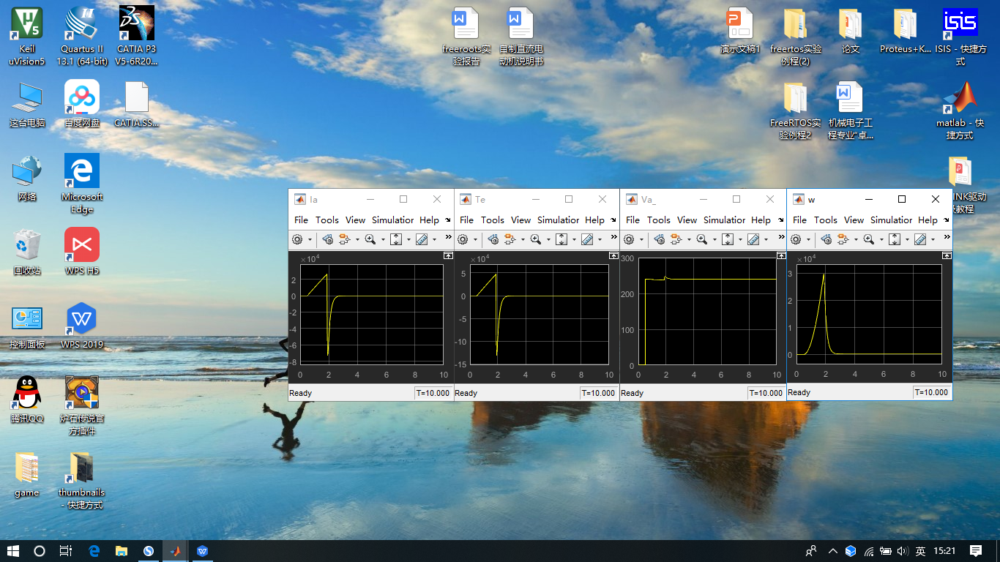 Keil
uVision5
Quartus II
13.1 (64-bit)
CATIA P3
V5-6R20...
freeroots实
验报告
自制直流电
动机说明书
演示文稿1
freertos实验
例程(2)
论文
Proteus+K...
ISIS - 快捷方
式
这台电脑
百度网盘
CATIA.SS...
FreeRTOS实
验例程2
机械电子工
程专业“卓...
matlab - 快
捷方式
网络
Microsoft
Edge
INK驱动
教程
回收站
WPS H5
控制面板
WPS 2019
腾讯QQ
炉石传说官
方插件
game
thumbnails
- 快捷方式
Ia
File Tools View Simulation Help
×10^4
2
0
-2
-4
-6
-8
0 2 4 6 8 10
Ready T=10.000
Te
File Tools View Simulation Help
×10^4
5
0
-5
-10
-15
0 2 4 6 8 10
Ready T=10.000
Va_
File Tools View Simulation Help
300
200
100
0
0 2 4 6 8 10
Ready T=10.000
w
File Tools View Simulation Help
×10^4
3
2
1
0
0 2 4 6 8 10
Ready T=10.000
英 15:21